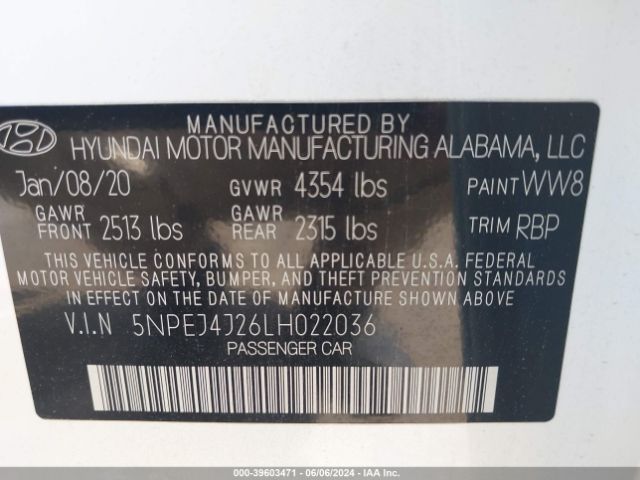 MANUFACTURED BY
HYUNDAI MOTOR MANUFACTURING ALABAMA, LLC
Jan/08/20 GVWR 4354 lbs PAINT WW8
GAWR FRONT 2513 lbs GAWR REAR 2315 lbs TRIM RBP
THIS VEHICLE CONFORMS TO ALL APPLICABLE U.S.A. FEDERAL
MOTOR VEHICLE SAFETY, BUMPER, AND THEFT PREVENTION STANDARDS
IN EFFECT ON THE DATE OF MANUFACTURE SHOWN ABOVE.
V.I.N 5NPEJ4J26LH022036
PASSENGER CAR
000-39603471 - 06/06/2024 - IAA Inc.